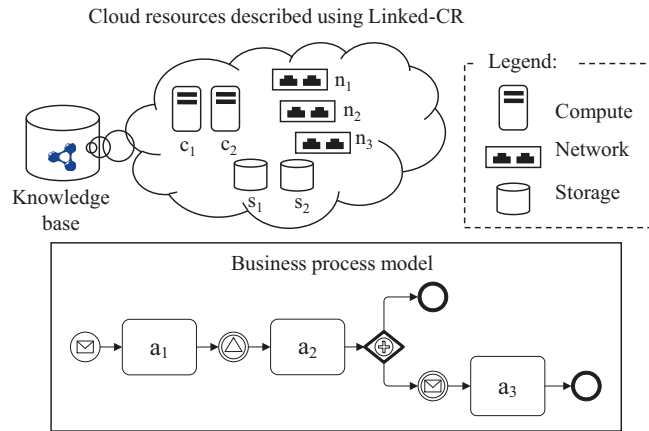 Cloud resources described using Linked-CR
Legend:
Compute
Network
Storage
n₁
n₂
n₃
c₁ c₂
s₁ s₂
Knowledge
base
Business process model
a₁
a₂
a₃